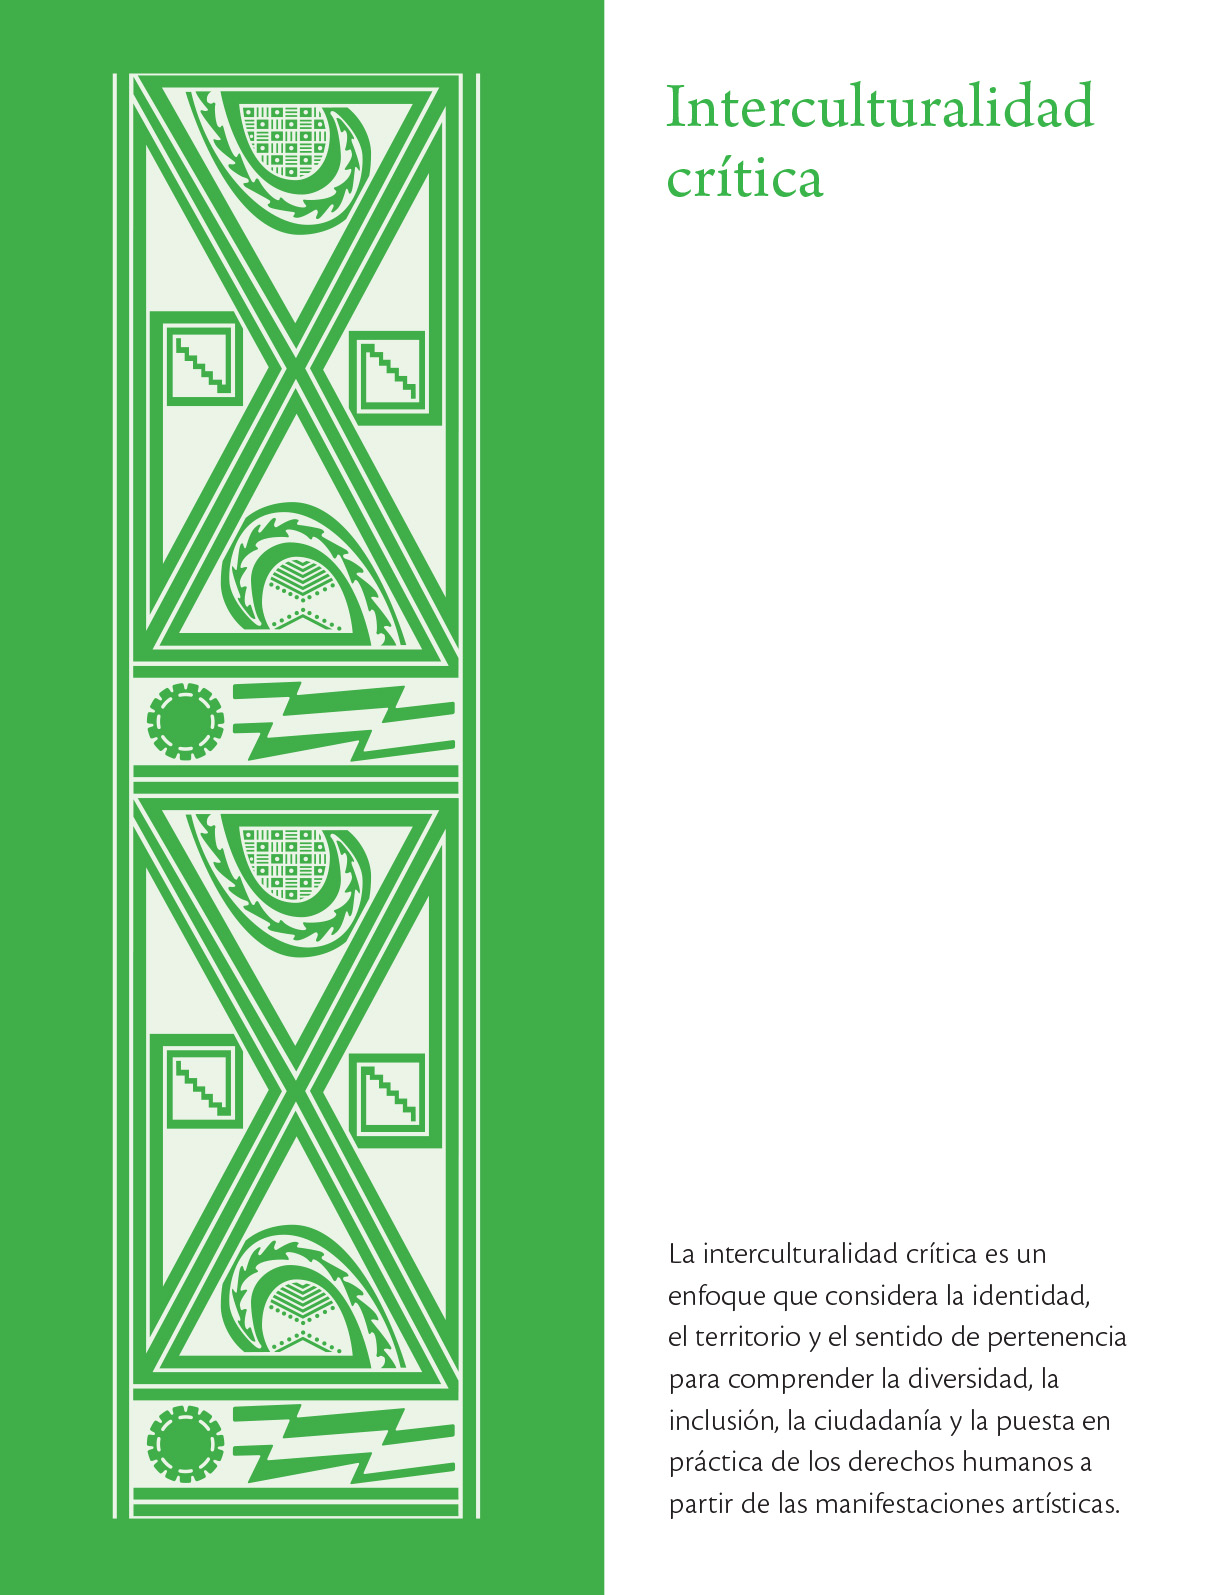 Interculturalidad
crítica
La interculturalidad crítica es un
enfoque que considera la identidad,
el territorio y el sentido de pertenencia
para comprender la diversidad, la
inclusión, la ciudadanía y la puesta en
práctica de los derechos humanos a
partir de las manifestaciones artísticas.